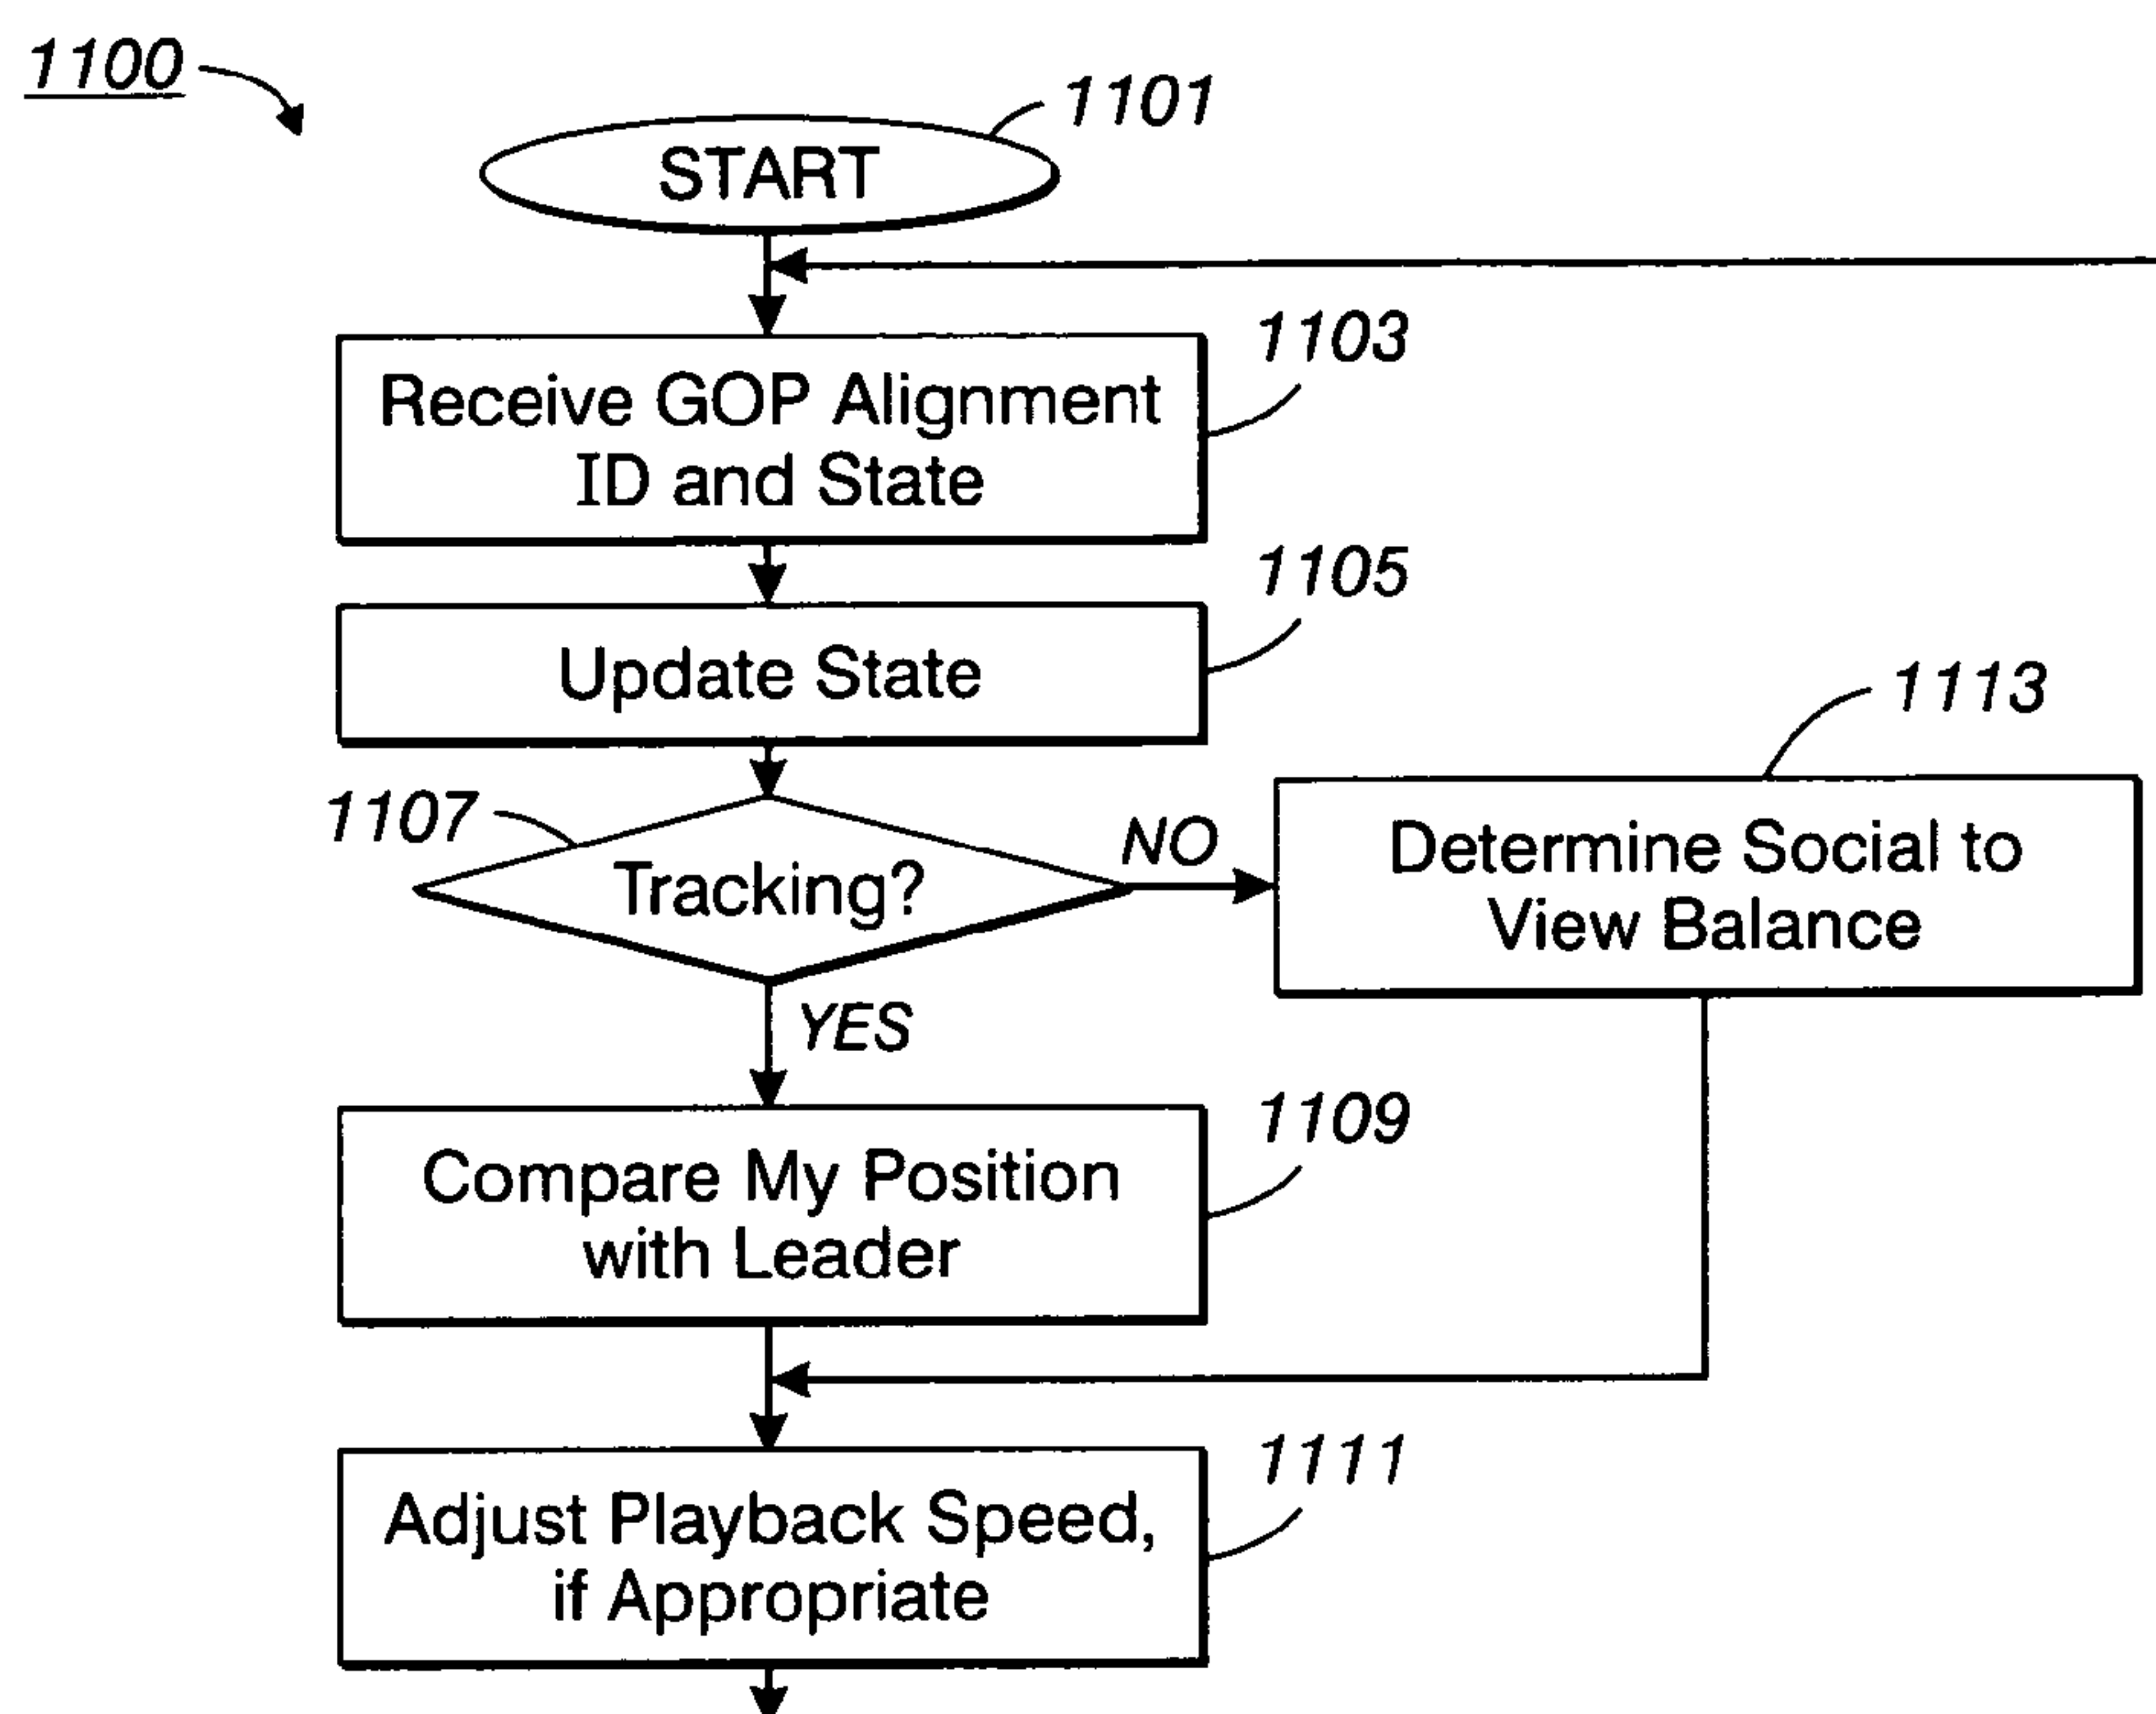 1100
1101
START
1103
Receive GOP Alignment
ID and State
1105
Update State
1113
1107
Tracking?
NO
Determine Social to
View Balance
YES
1109
Compare My Position
with Leader
1111
Adjust Playback Speed,
if Appropriate